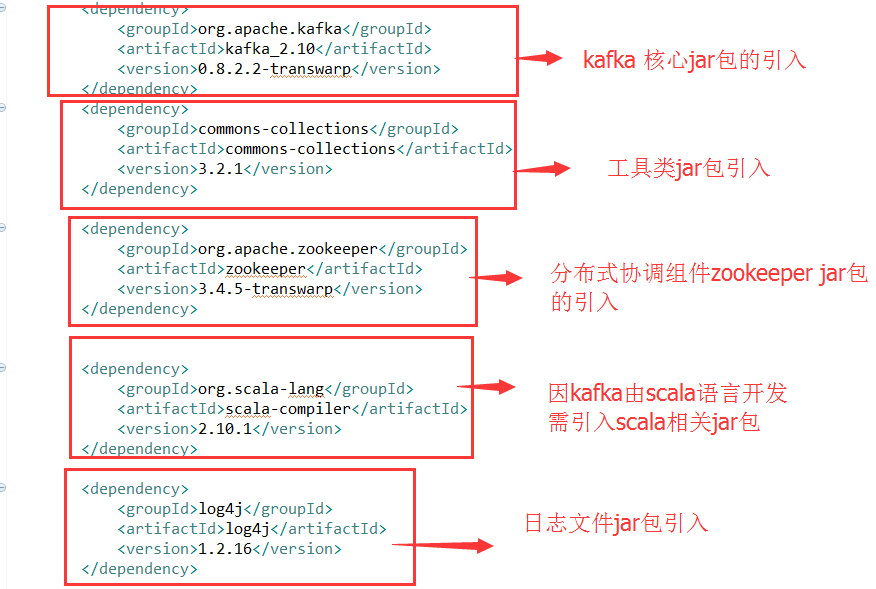 <dependency>
<groupId>org.apache.kafka</groupId>
<artifactId>kafka_2.10</artifactId>
<version>0.8.2.2-transwarp</version>
</dependency>
kafka 核心jar包的引入
<dependency>
<groupId>commons-collections</groupId>
<artifactId>commons-collections</artifactId>
<version>3.2.1</version>
</dependency>
工具类jar包引入
<dependency>
<groupId>org.apache.zookeeper</groupId>
<artifactId>zookeeper</artifactId>
<version>3.4.5-transwarp</version>
</dependency>
分布式协调组件zookeeper jar包
的引入
<dependency>
<groupId>org.scala-lang</groupId>
<artifactId>scala-compiler</artifactId>
<version>2.10.1</version>
</dependency>
因kafka由scala语言开发
需引入scala相关jar包
<dependency>
<groupId>log4j</groupId>
<artifactId>log4j</artifactId>
<version>1.2.16</version>
</dependency>
日志文件jar包引入